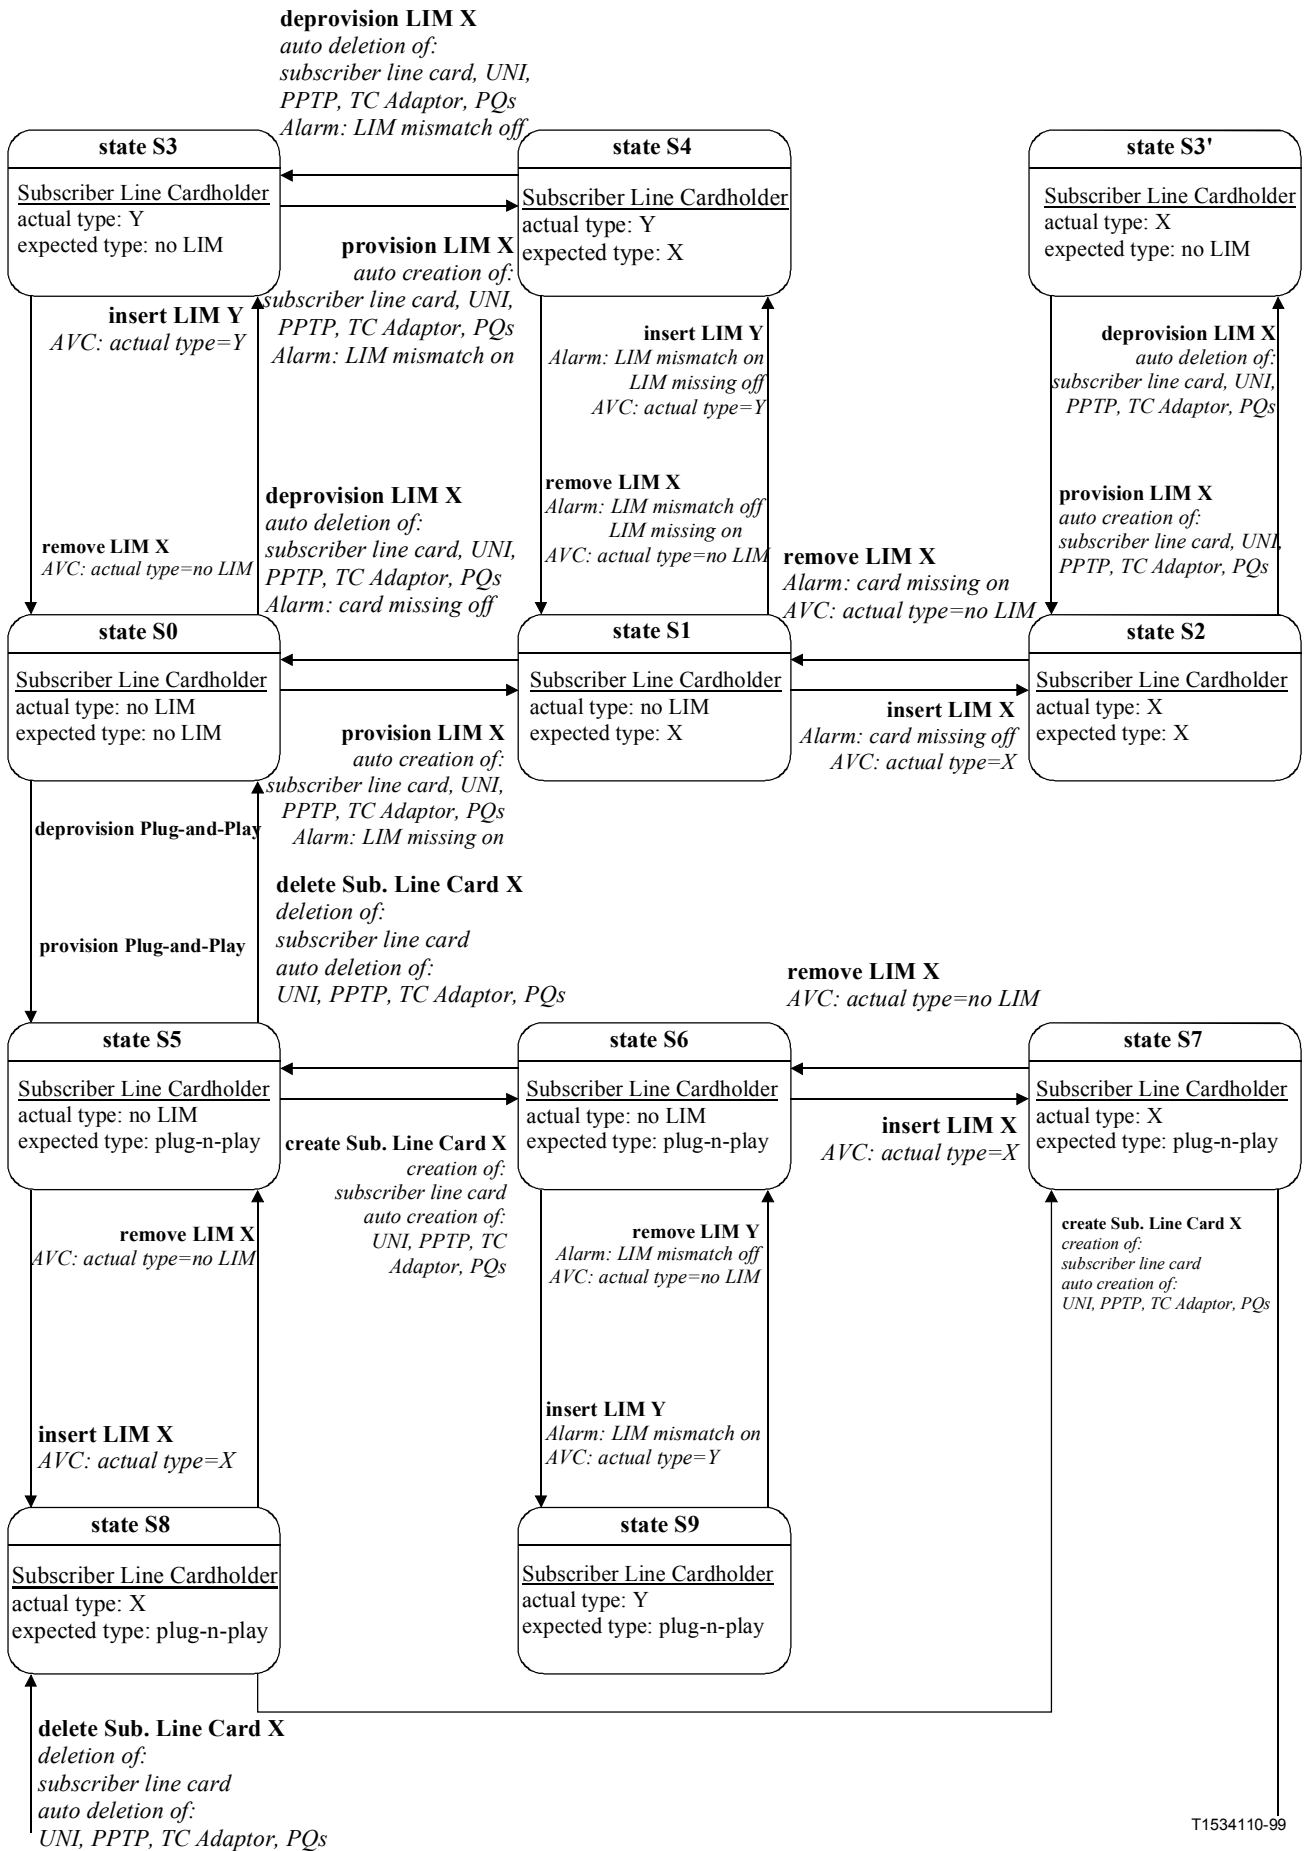 deprovision LIM X
auto deletion of:
subscriber line card, UNI,
PPTP, TC Adaptor, PQs
Alarm: LIM mismatch off
state S3
Subscriber Line Cardholder
actual type: Y
expected type: no LIM
state S4
Subscriber Line Cardholder
actual type: Y
expected type: X
state S3'
Subscriber Line Cardholder
actual type: X
expected type: no LIM
provision LIM X
auto creation of:
subscriber line card, UNI,
PPTP, TC Adaptor, PQs
Alarm: LIM mismatch on
insert LIM Y
AVC: actual type=Y
insert LIM Y
Alarm: LIM mismatch on
LIM missing off
AVC: actual type=Y
deprovision LIM X
auto deletion of:
subscriber line card, UNI,
PPTP, TC Adaptor, PQs
remove LIM X
AVC: actual type=no LIM
deprovision LIM X
auto deletion of:
subscriber line card, UNI,
PPTP, TC Adaptor, PQs
Alarm: card missing off
remove LIM X
Alarm: LIM mismatch off
LIM missing on
AVC: actual type=no LIM
remove LIM X
Alarm: card missing on
AVC: actual type=no LIM
provision LIM X
auto creation of:
subscriber line card, UNI,
PPTP, TC Adaptor, PQs
state S0
Subscriber Line Cardholder
actual type: no LIM
expected type: no LIM
state S1
Subscriber Line Cardholder
actual type: no LIM
expected type: X
state S2
Subscriber Line Cardholder
actual type: X
expected type: X
provision LIM X
auto creation of:
subscriber line card, UNI,
PPTP, TC Adaptor, PQs
Alarm: LIM missing on
insert LIM X
Alarm: card missing off
AVC: actual type=X
deprovision Plug-and-Play
provision Plug-and-Play
delete Sub. Line Card X
deletion of:
subscriber line card
auto deletion of:
UNI, PPTP, TC Adaptor, PQs
remove LIM X
AVC: actual type=no LIM
state S5
Subscriber Line Cardholder
actual type: no LIM
expected type: plug-n-play
state S6
Subscriber Line Cardholder
actual type: no LIM
expected type: plug-n-play
state S7
Subscriber Line Cardholder
actual type: X
expected type: plug-n-play
create Sub. Line Card X
creation of:
subscriber line card
auto creation of:
UNI, PPTP, TC
Adaptor, PQs
insert LIM X
AVC: actual type=X
remove LIM X
AVC: actual type=no LIM
remove LIM Y
Alarm: LIM mismatch off
AVC: actual type=no LIM
create Sub. Line Card X
creation of:
subscriber line card
auto creation of:
UNI, PPTP, TC Adaptor, PQs
insert LIM X
AVC: actual type=X
insert LIM Y
Alarm: LIM mismatch on
AVC: actual type=Y
state S8
Subscriber Line Cardholder
actual type: X
expected type: plug-n-play
state S9
Subscriber Line Cardholder
actual type: Y
expected type: plug-n-play
delete Sub. Line Card X
deletion of:
subscriber line card
auto deletion of:
UNI, PPTP, TC Adaptor, PQs
T1534110-99